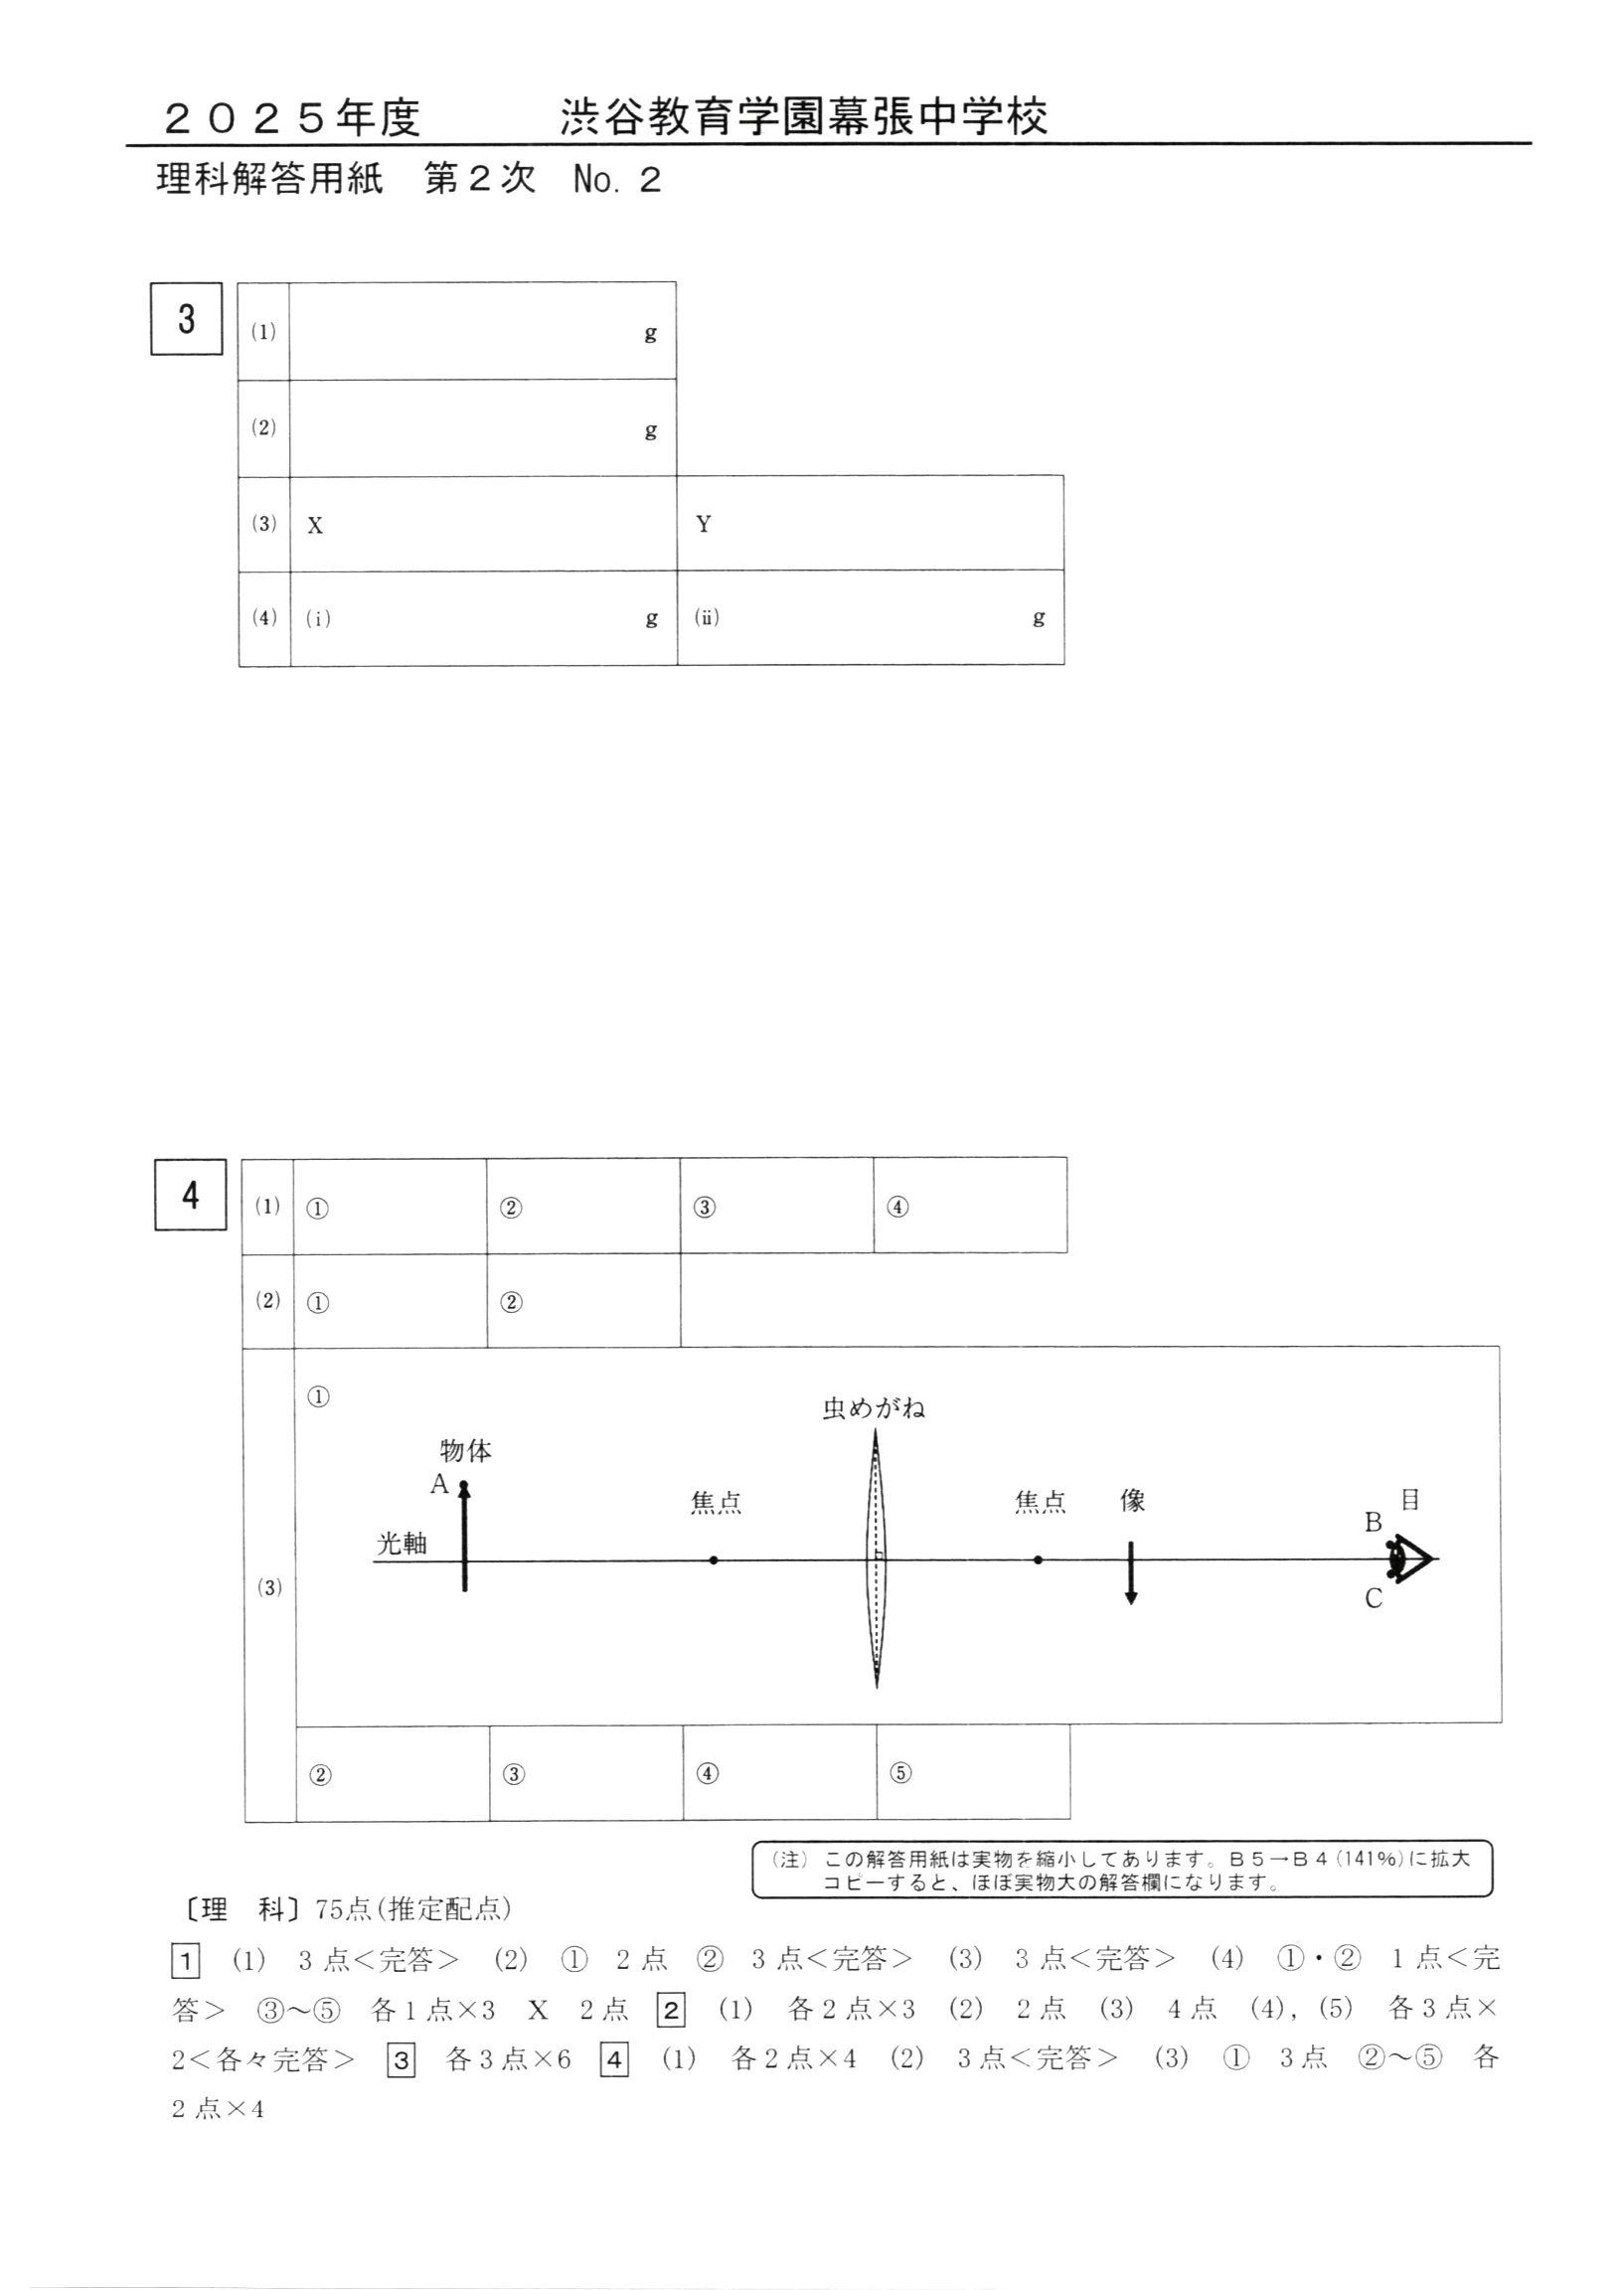 ２０２５年度　渋谷教育学園幕張中学校
理科解答用紙　第２次　No.２
3
(1)　g
(2)　g
(3)　X　Y
(4)　(ⅰ)　g　(ⅱ)　g
4
(1)　①　②　③　④
(2)　①　②
(3)
①
虫めがね
物体
A
焦点　焦点　像　目
B
光軸
C
②　③　④　⑤
(注)　この解答用紙は実物を縮小してあります。Ｂ５→Ｂ４(141％)に拡大
コピーすると、ほぼ実物大の解答欄になります。
〔理　科〕75点(推定配点)
1　(1)　3点＜完答＞　(2)　①　2点　②　3点＜完答＞　(3)　3点＜完答＞　(4)　①・②　1点＜完
答＞　③〜⑤　各1点×3　X　2点　2　(1)　各2点×3　(2)　2点　(3)　4点　(4), (5)　各3点×
2＜各々完答＞　3　各3点×6　4　(1)　各2点×4　(2)　3点＜完答＞　(3)　①　3点　②〜⑤　各
2点×4